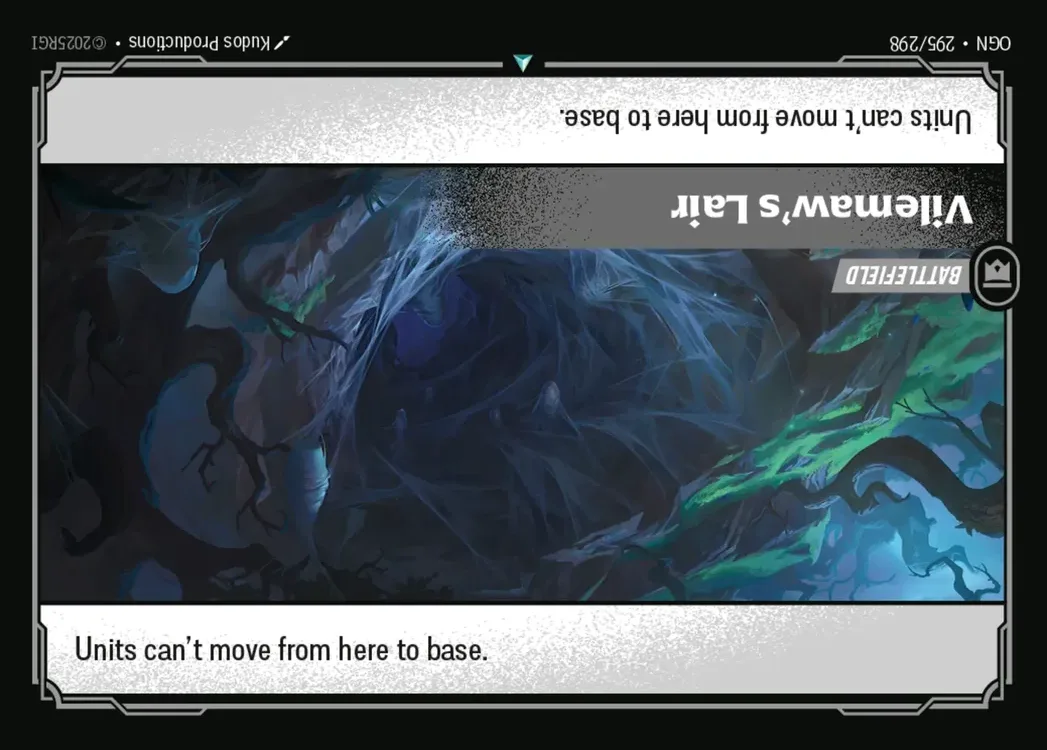 Units can't move from here to base.
Vilemaw's Lair
BATTLEFIELD
Units can’t move from here to base.
OGN • 295/298
Kudos Productions • ©2025RGI